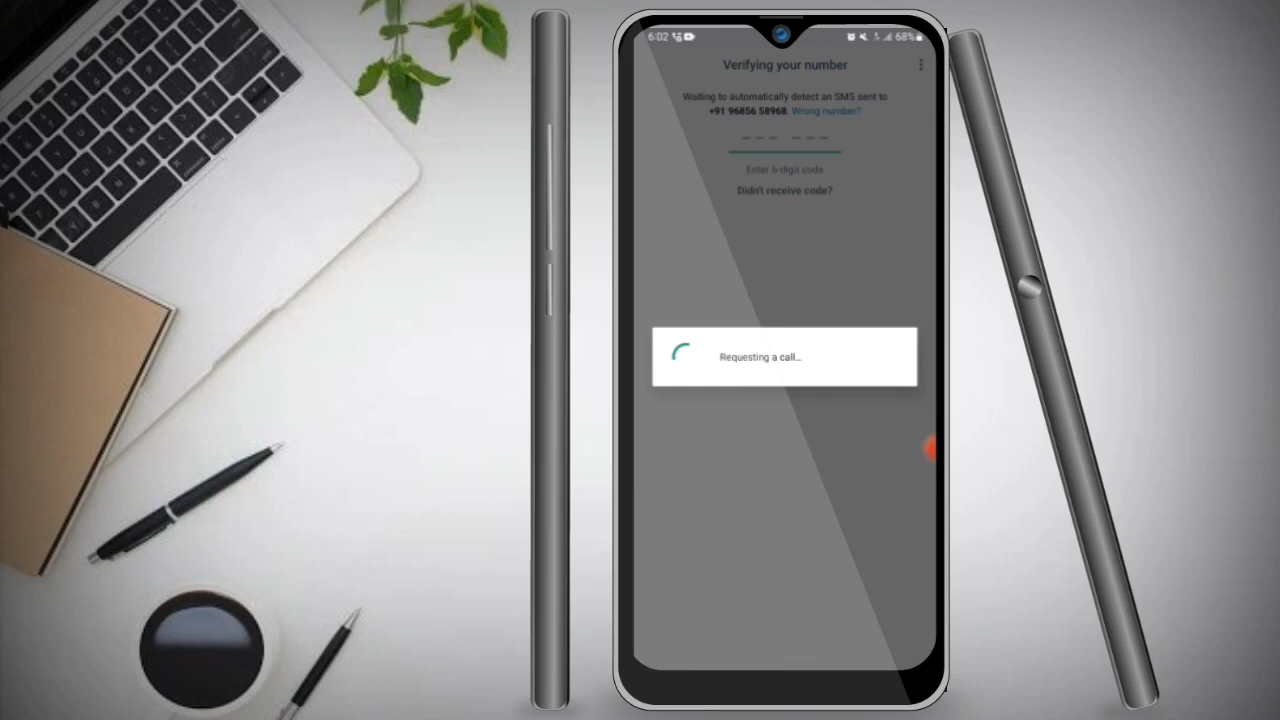 6:02 68%
Verifying your number
Waiting to automatically detect an SMS sent to
+91 96856 58968. Wrong number?
Enter 6-digit code
Didn't receive code?
Requesting a call...